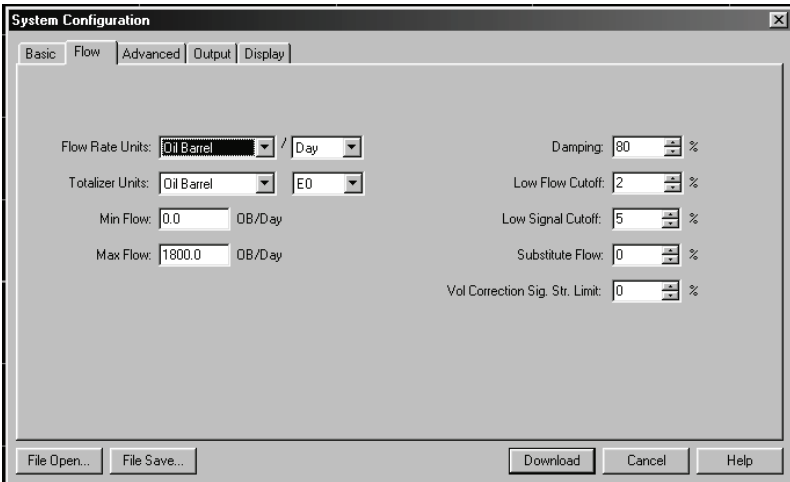 System Configuration
Basic Flow Advanced Output Display
Flow Rate Units: Oil Barrel / Day
Totalizer Units: Oil Barrel E0
Min Flow: 0.0 OB/Day
Max Flow: 1800.0 OB/Day
Damping: 80 %
Low Flow Cutoff: 2 %
Low Signal Cutoff: 5 %
Substitute Flow: 0 %
Vol Correction Sig. Str. Limit: 0 %
File Open... File Save... Download Cancel Help